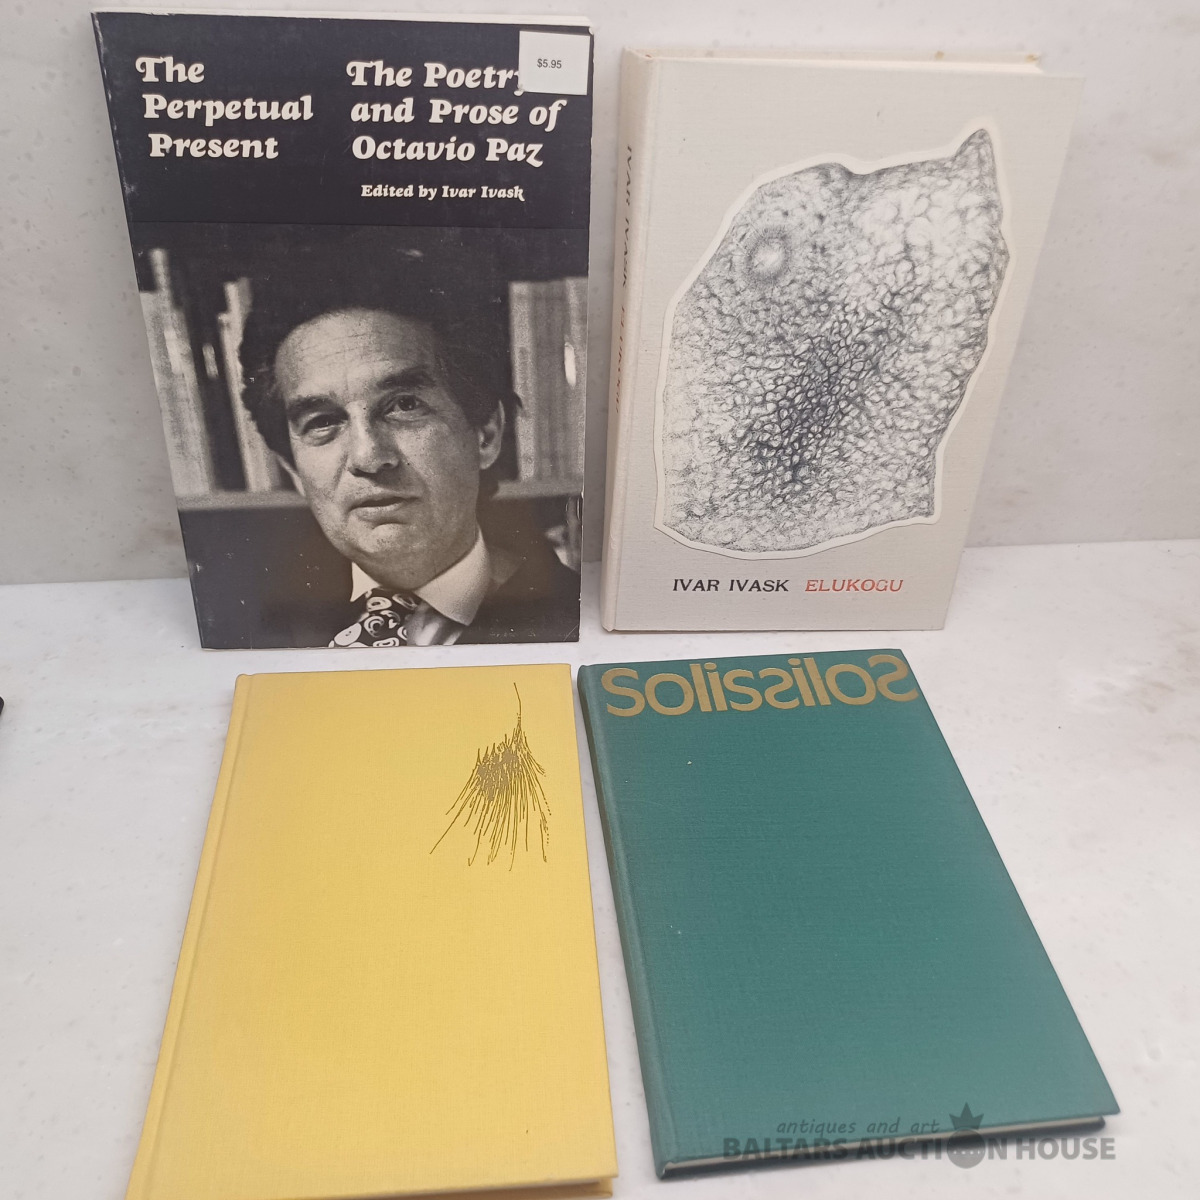 The
Perpetual
Present
The Poetry
and Prose of
Octavio Paz
Edited by Ivar Ivask
$5.95
IVAR IVASK ELUKOGU
IVAR IVASK ELUKOGU
Solissilos
antiques and art
BALTARS AUCTION HOUSE